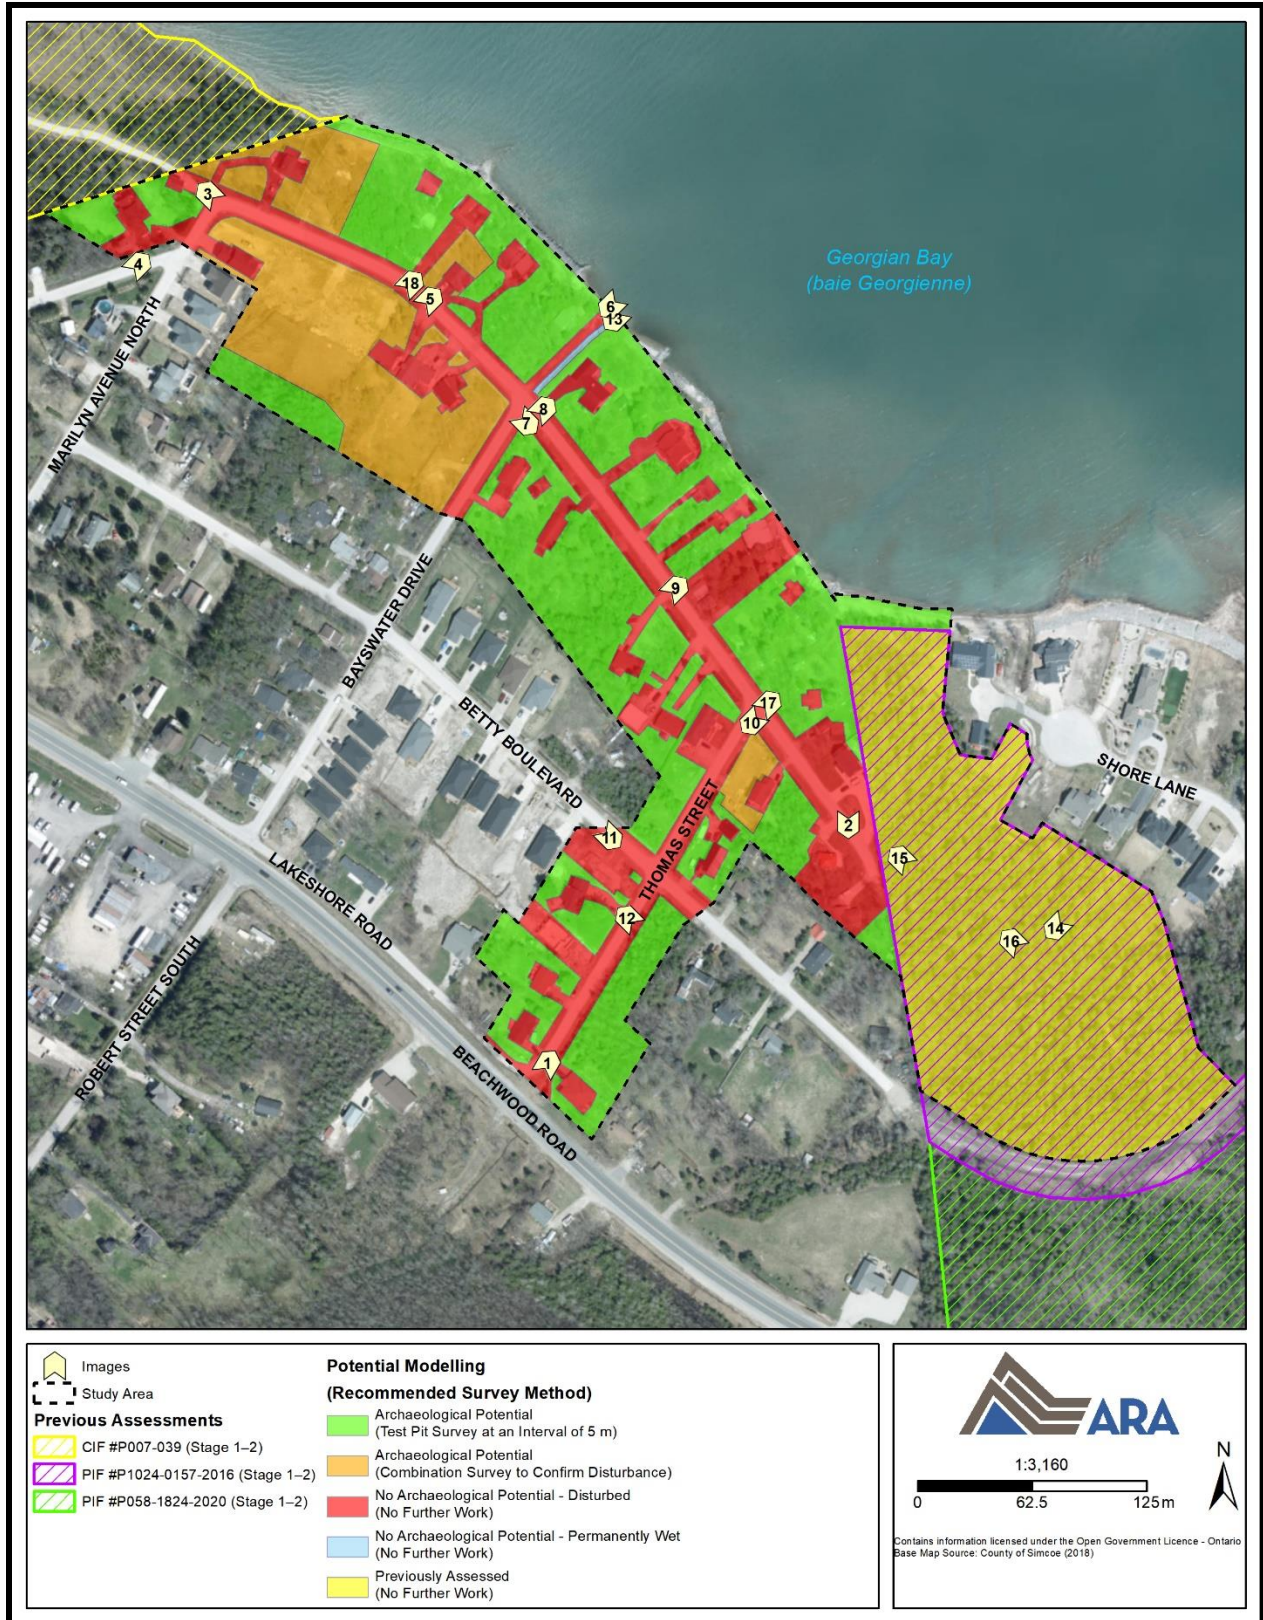 Georgian Bay
(baie Georgienne)
3
4
18
5
6
13
8
7
9
17
10
2
11
15
12
14
16
1
MARILYN AVENUE NORTH
BAYSWATER DRIVE
BETTY BOULEVARD
SHORE LANE
THOMAS STREET
LAKESHORE ROAD
ROBERT STREET SOUTH
BEACHWOOD ROAD
Images
Study Area
Previous Assessments
CIF #P007-039 (Stage 1–2)
PIF #P1024-0157-2016 (Stage 1–2)
PIF #P058-1824-2020 (Stage 1–2)
Potential Modelling
(Recommended Survey Method)
Archaeological Potential
(Test Pit Survey at an Interval of 5 m)
Archaeological Potential
(Combination Survey to Confirm Disturbance)
No Archaeological Potential - Disturbed
(No Further Work)
No Archaeological Potential - Permanently Wet
(No Further Work)
Previously Assessed
(No Further Work)
ARA
1:3,160
0 62.5 125 m
N
Contains information licensed under the Open Government Licence - Ontario
Base Map Source: County of Simcoe (2018)